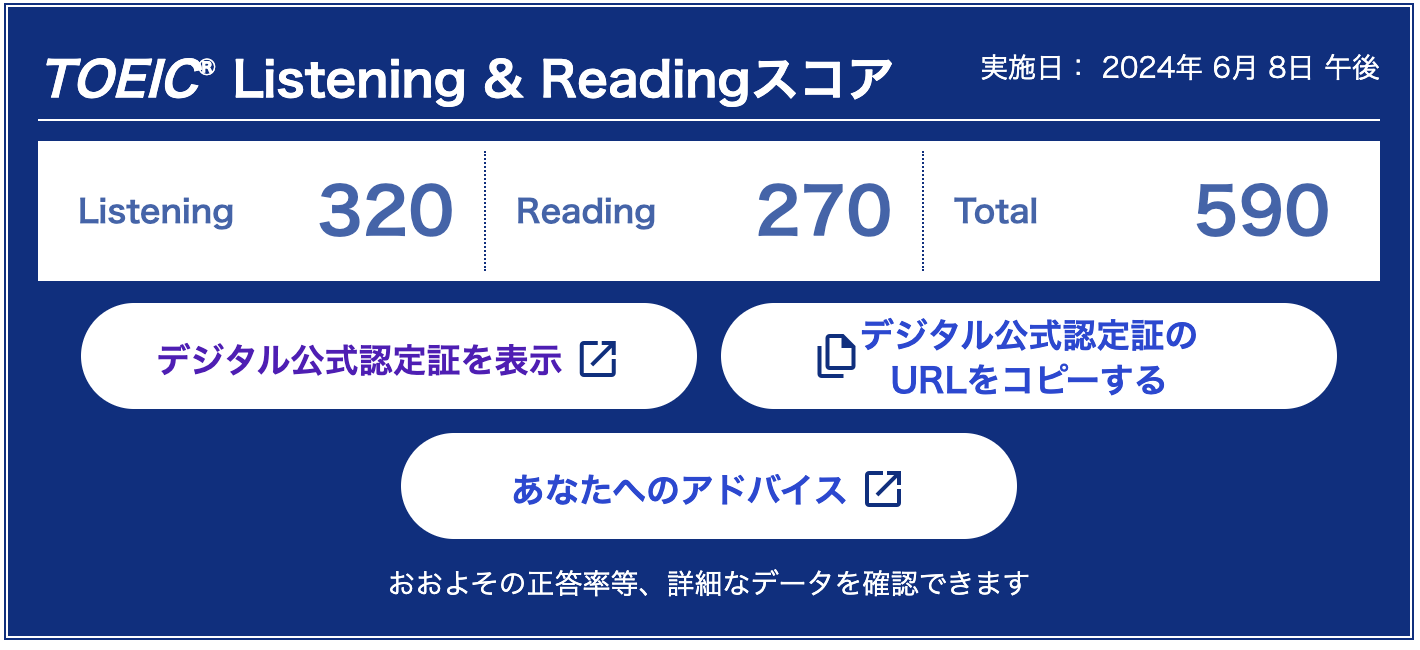 TOEIC® Listening & Readingスコア
実施日： 2024年 6月 8日 午後
Listening 320
Reading 270
Total 590
デジタル公式認定証を表示
デジタル公式認定証の
URLをコピーする
あなたへのアドバイス
おおよその正答率等、詳細なデータを確認できます